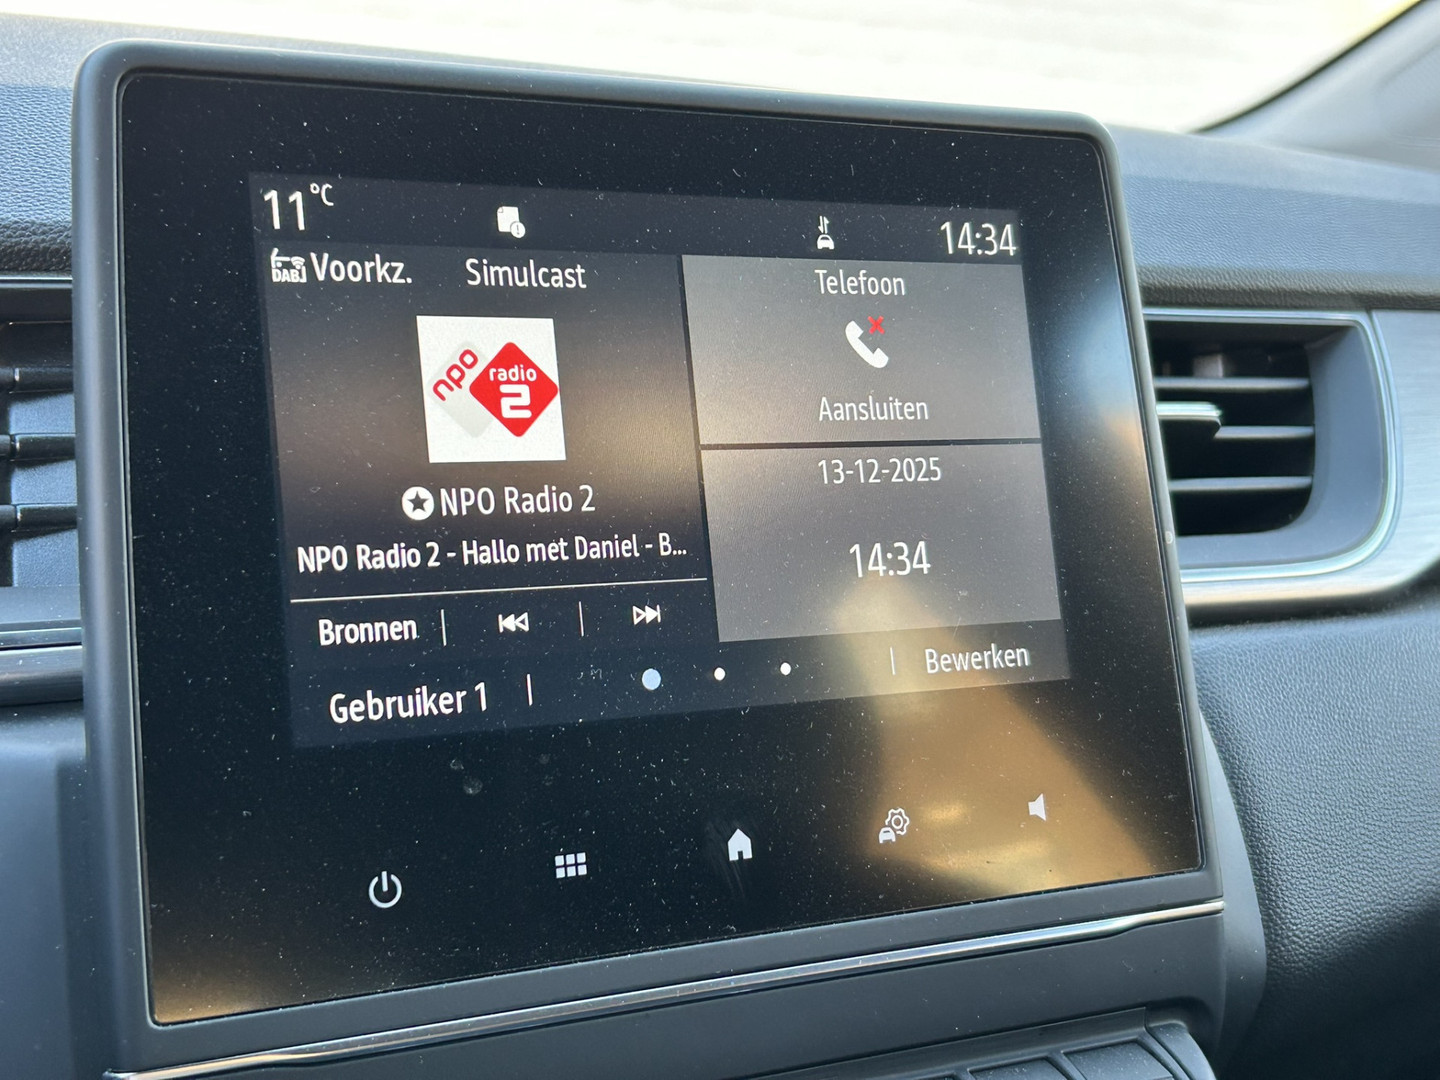 11°C
14:34
DAB Voorkz. Simulcast
npo radio 2
NPO Radio 2
NPO Radio 2 - Hallo met Daniel - B...
Bronnen
Gebruiker 1
Telefoon
Aansluiten
13-12-2025
14:34
Bewerken